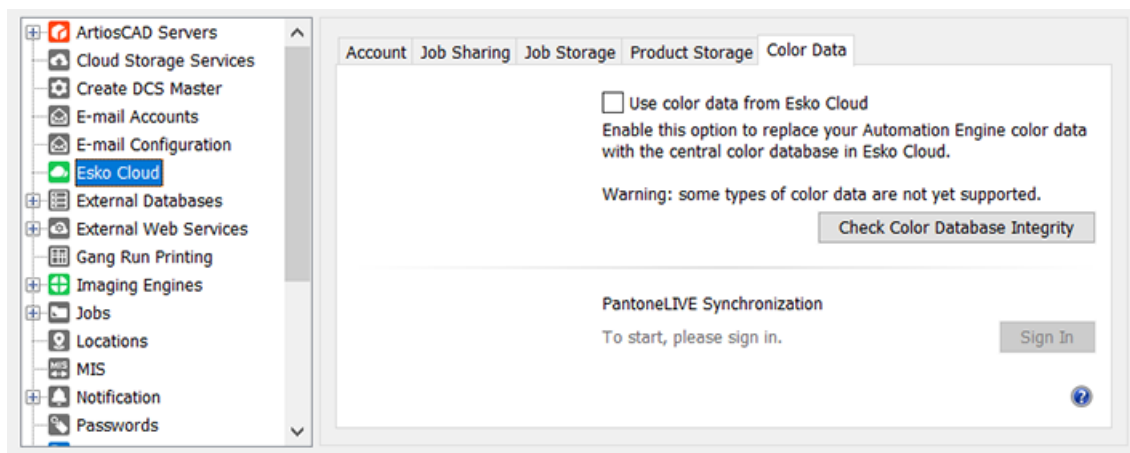 ArtiosCAD Servers
Cloud Storage Services
Create DCS Master
E-mail Accounts
E-mail Configuration
Esko Cloud
External Databases
External Web Services
Gang Run Printing
Imaging Engines
Jobs
Locations
MIS
MIS
Notification
Passwords
Account Job Sharing Job Storage Product Storage Color Data
Use color data from Esko Cloud
Enable this option to replace your Automation Engine color data
with the central color database in Esko Cloud.
Warning: some types of color data are not yet supported.
Check Color Database Integrity
PantoneLIVE Synchronization
To start, please sign in.
Sign In
?